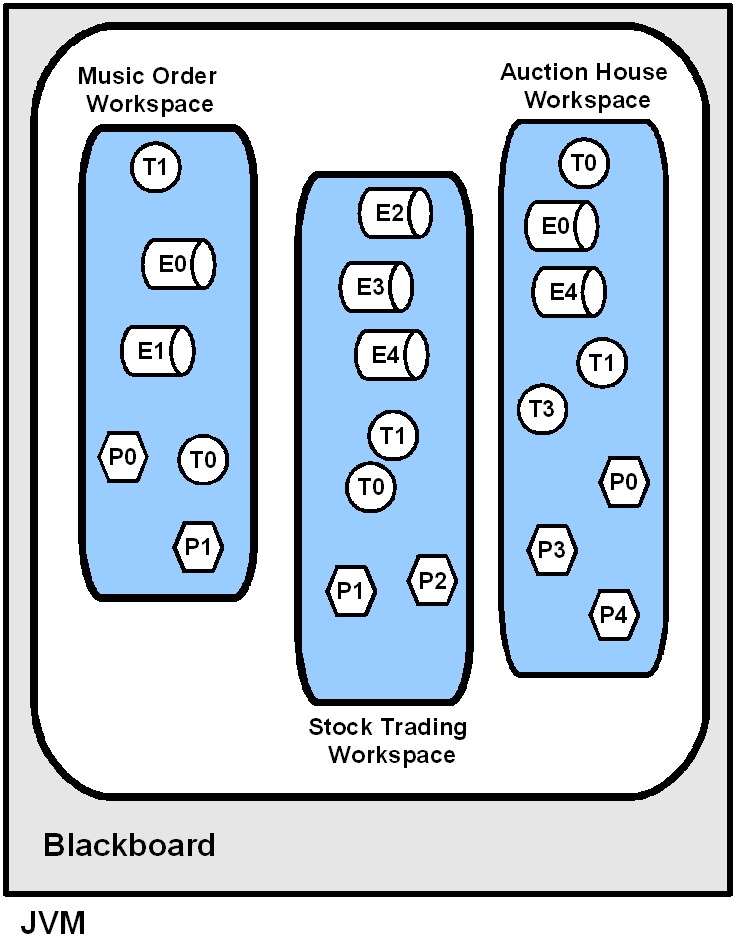 Music Order
Workspace
T1
E0
E1
P0
T0
P1
E2
E3
E4
T1
T0
P1
P2
Stock Trading
Workspace
Auction House
Workspace
T0
E0
E4
T1
T3
P0
P3
P4
Blackboard
JVM